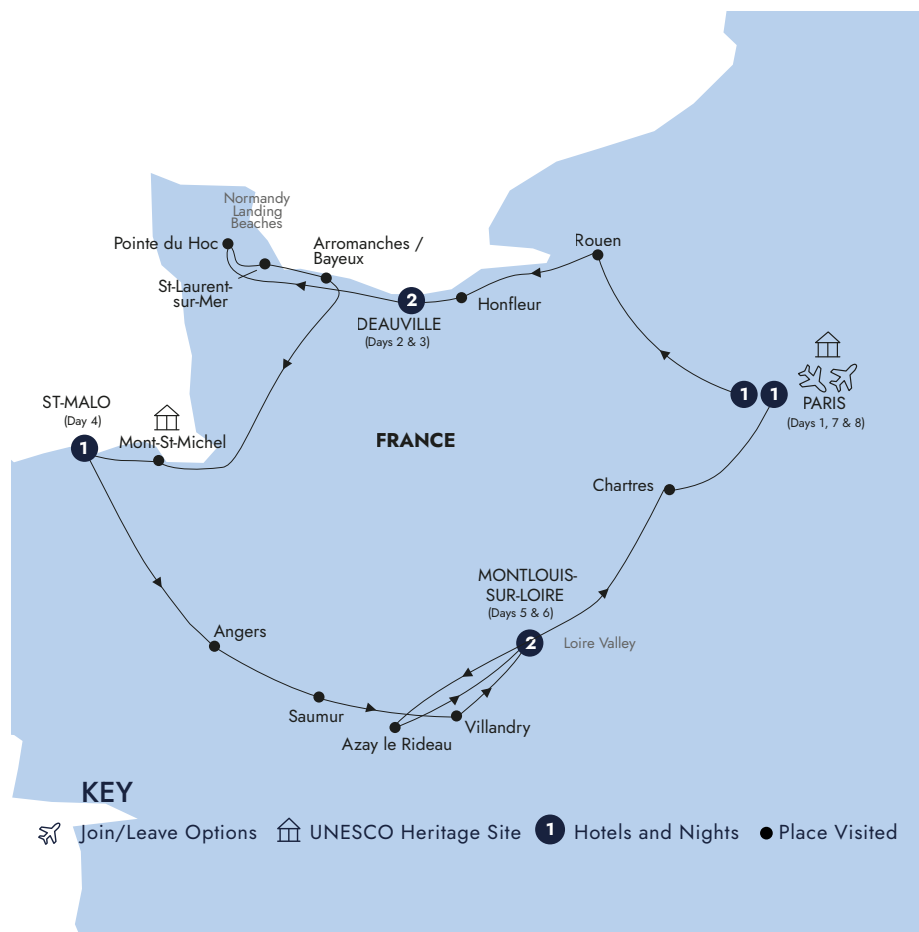 Normandy
Landing
Beaches
Pointe du Hoc
Arromanches /
Bayeux
St-Laurent-
sur-Mer
Rouen
Honfleur
2
DEAUVILLE
(Days 2 & 3)
1
1
PARIS
(Days 1, 7 & 8)
ST-MALO
(Day 4)
1
Mont-St-Michel
FRANCE
Chartres
MONTLOUIS-
SUR-LOIRE
(Days 5 & 6)
2
Loire Valley
Angers
Saumur
Villandry
Azay le Rideau
KEY
Join/Leave Options
UNESCO Heritage Site
1
Hotels and Nights
Place Visited